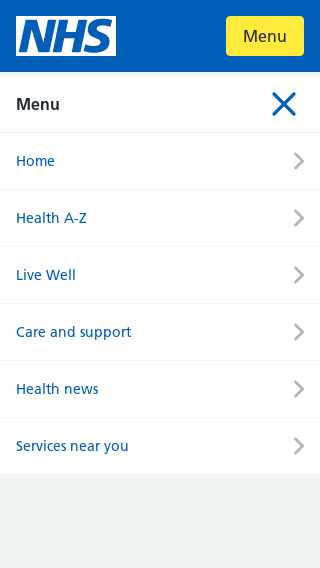 NHS
Menu
Menu
Home
Health A-Z
Live Well
Care and support
Health news
Services near you